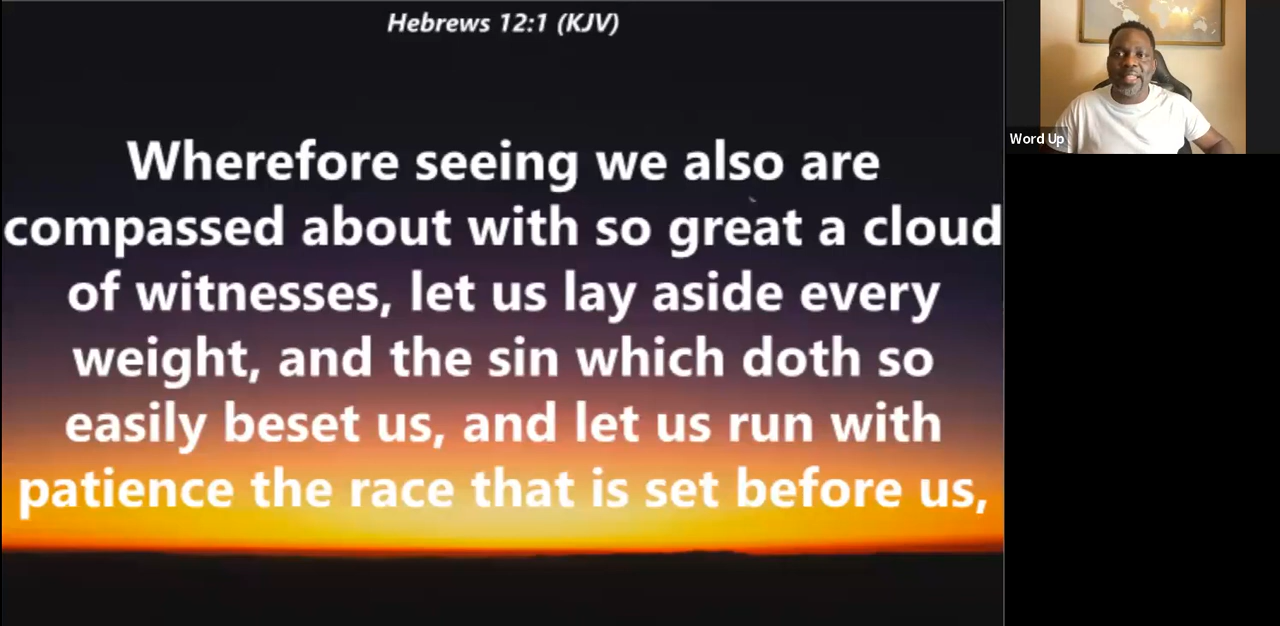 Hebrews 12:1 (KJV)
Wherefore seeing we also are
compassed about with so great a cloud
of witnesses, let us lay aside every
weight, and the sin which doth so
easily beset us, and let us run with
patience the race that is set before us,
Word Up